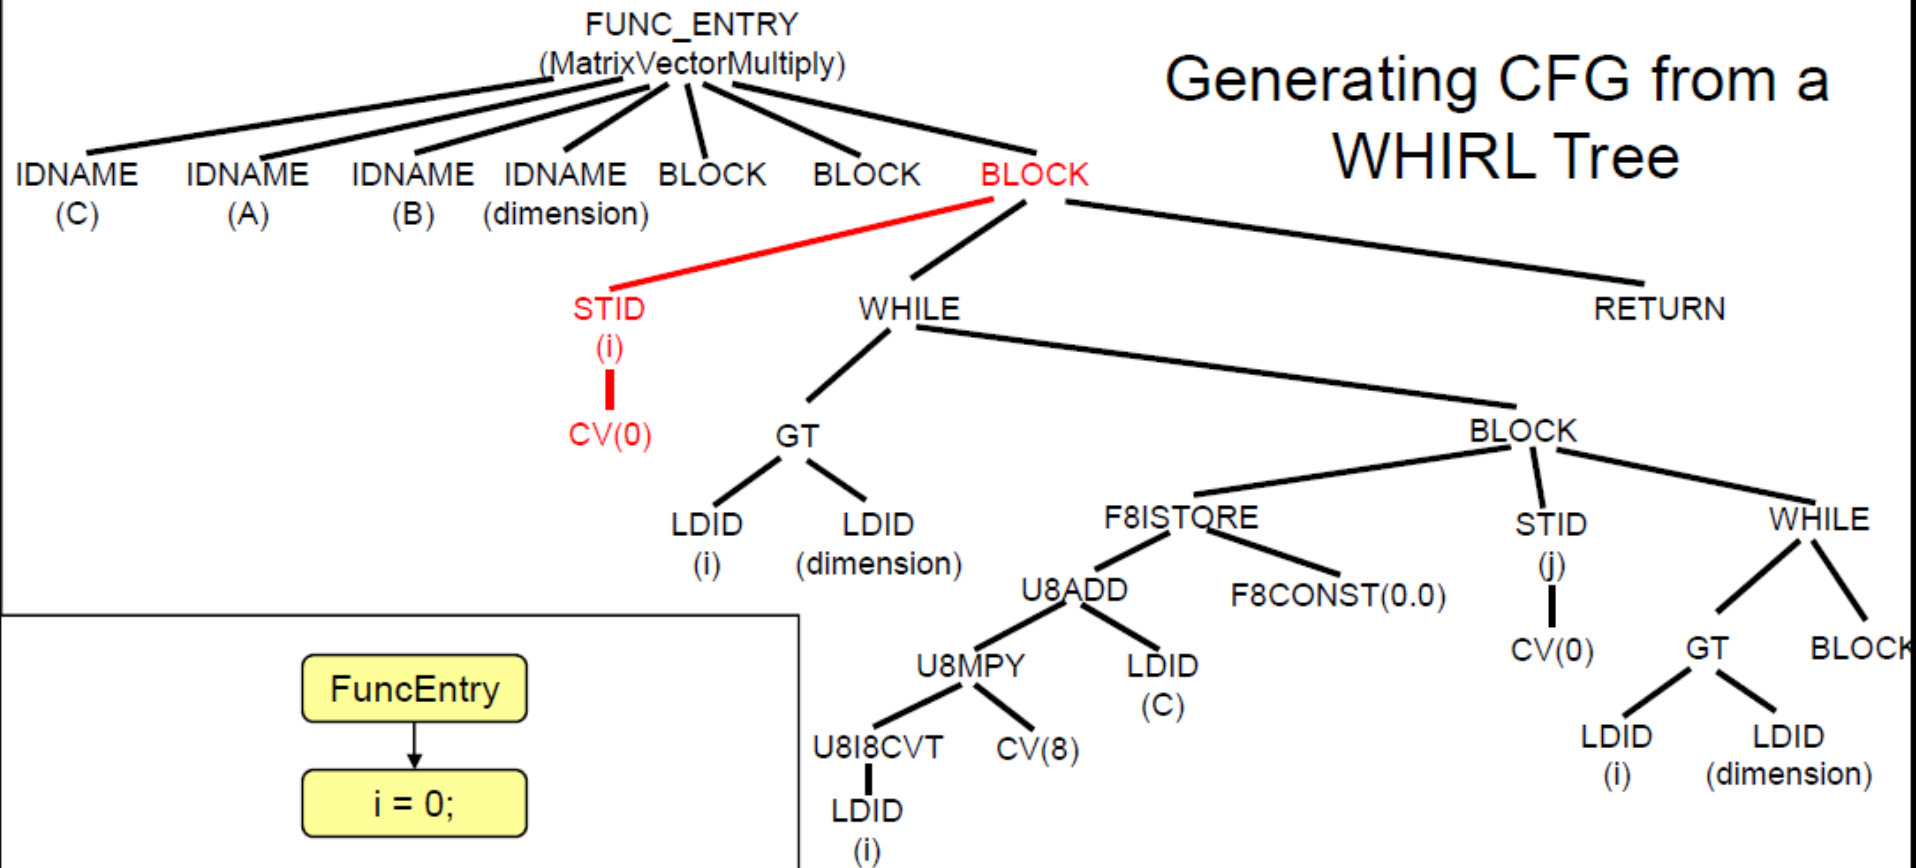 FUNC_ENTRY
(MatrixVectorMultiply)
Generating CFG from a
WHIRL Tree
IDNAME IDNAME IDNAME IDNAME BLOCK BLOCK BLOCK
(C) (A) (B) (dimension)
STID WHILE RETURN
(i)
CV(0) GT BLOCK
LDID LDID F8ISTORE STID WHILE
(i) (dimension) (j)
U8ADD F8CONST(0.0)
CV(0) GT BLOCK
U8MPY LDID
(C)
FuncEntry
U8I8CVT CV(8) LDID LDID
(i) (dimension)
i = 0;
LDID
(i)